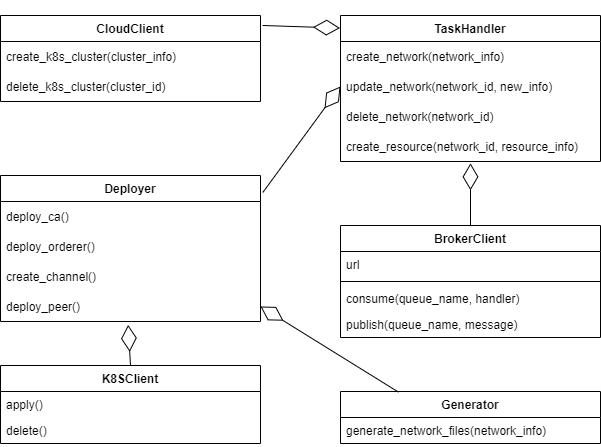 CloudClient
create_k8s_cluster(cluster_info)
delete_k8s_cluster(cluster_id)
TaskHandler
create_network(network_info)
update_network(network_id, new_info)
delete_network(network_id)
create_resource(network_id, resource_info)
Deployer
deploy_ca()
deploy_orderer()
create_channel()
deploy_peer()
BrokerClient
url
consume(queue_name, handler)
publish(queue_name, message)
K8SClient
apply()
delete()
Generator
generate_network_files(network_info)